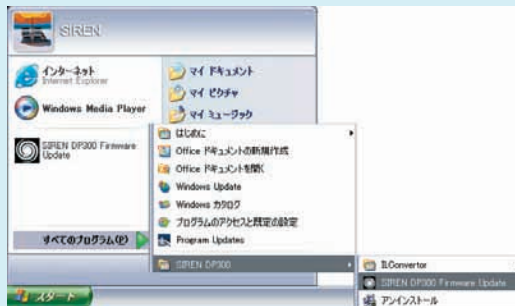 SIREN
インターネット
Internet Explorer
Windows Media Player
SIREN DP300 Firmware
Update
すべてのプログラム(P)
スタート
マイ ドキュメント
マイ ピクチャ
マイ ミュージック
はじめに
Office ドキュメントの新規作成
Office ドキュメントを開く
Windows Update
Windows カタログ
プログラムのアクセスと既定の設定
Program Updates
SIREN DP300
ILConvertor
SIREN DP300 Firmware Update
アンインストール